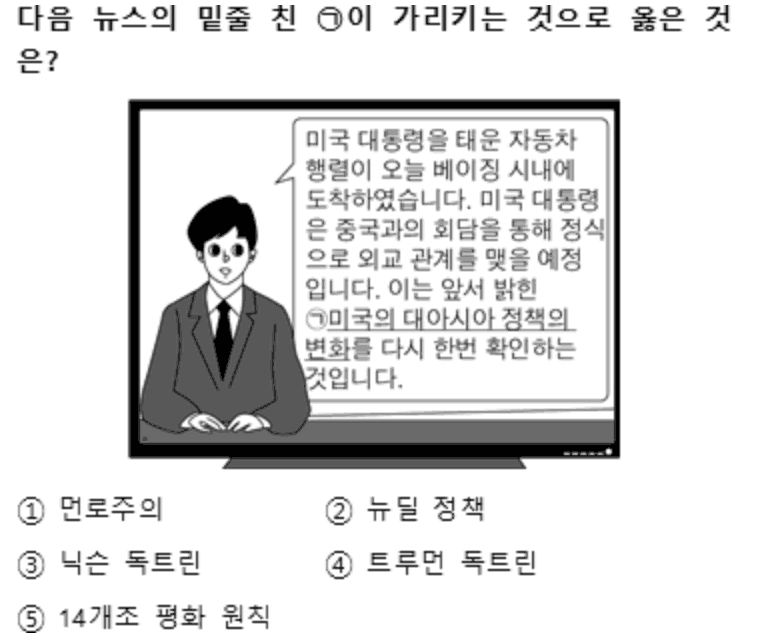 다음 뉴스의 밑줄 친 ㉠이 가리키는 것으로 옳은 것
은?
미국 대통령을 태운 자동차
행렬이 오늘 베이징 시내에
도착하였습니다. 미국 대통령
은 중국과의 회담을 통해 정식
으로 외교 관계를 맺을 예정
입니다. 이는 앞서 밝힌
㉠미국의 대아시아 정책의
변화를 다시 한번 확인하는
것입니다.
① 먼로주의 ② 뉴딜 정책
③ 닉슨 독트린 ④ 트루먼 독트린
⑤ 14개조 평화 원칙